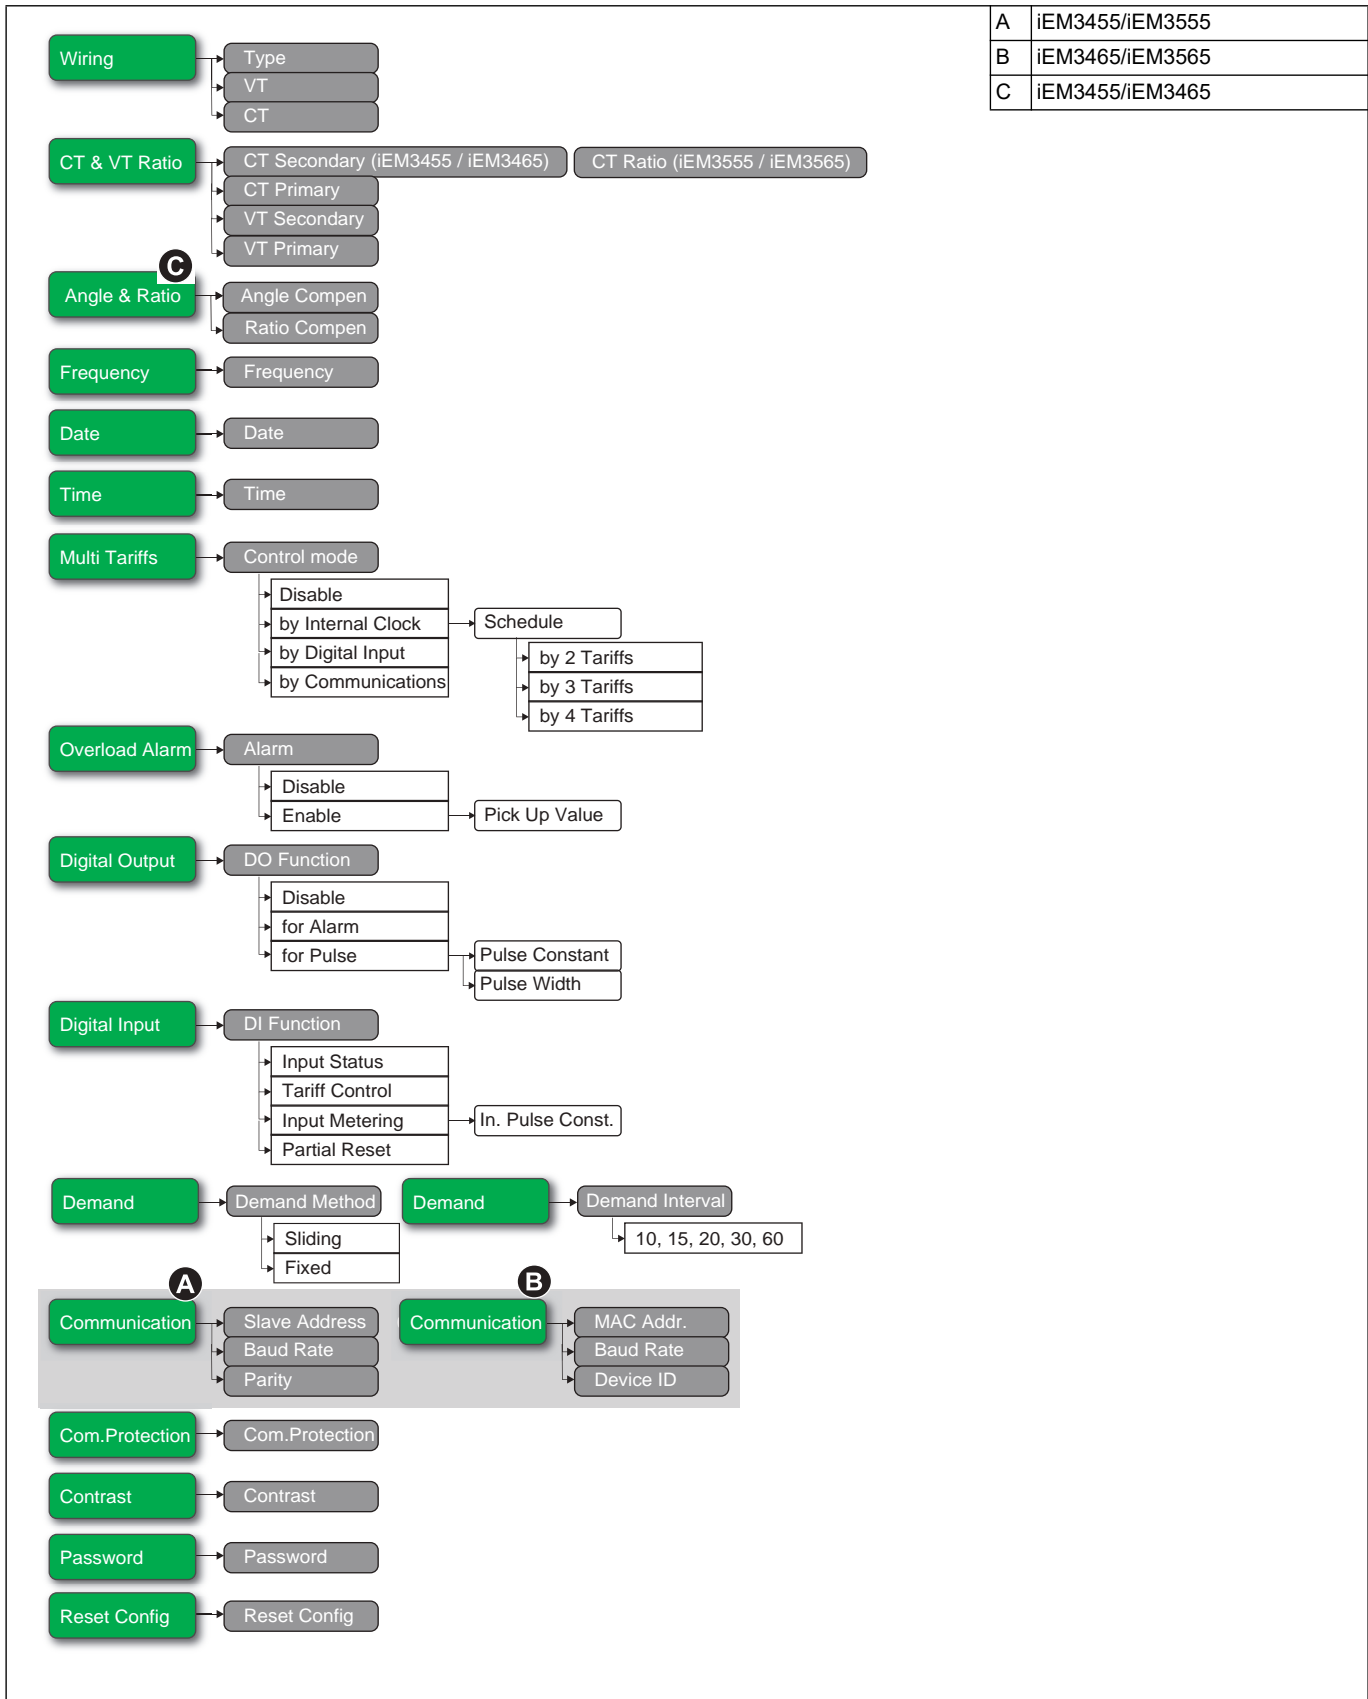 A iEM3455/iEM3555
B iEM3465/iEM3565
C iEM3455/iEM3465
Wiring
Type
VT
CT
CT & VT Ratio
CT Secondary (iEM3455 / iEM3465)
CT Ratio (iEM3555 / iEM3565)
CT Primary
VT Secondary
VT Primary
C
Angle & Ratio
Angle Compen
Ratio Compen
Frequency
Frequency
Date
Date
Time
Time
Multi Tariffs
Control mode
Disable
by Internal Clock
by Digital Input
by Communications
Schedule
by 2 Tariffs
by 3 Tariffs
by 4 Tariffs
Overload Alarm
Alarm
Disable
Enable
Pick Up Value
Digital Output
DO Function
Disable
for Alarm
for Pulse
Pulse Constant
Pulse Width
Digital Input
DI Function
Input Status
Tariff Control
Input Metering
Partial Reset
In. Pulse Const.
Demand
Demand Method
Sliding
Fixed
Demand
Demand Interval
10, 15, 20, 30, 60
A
Communication
Slave Address
Baud Rate
Parity
B
Communication
MAC Addr.
Baud Rate
Device ID
Com.Protection
Com.Protection
Contrast
Contrast
Password
Password
Reset Config
Reset Config